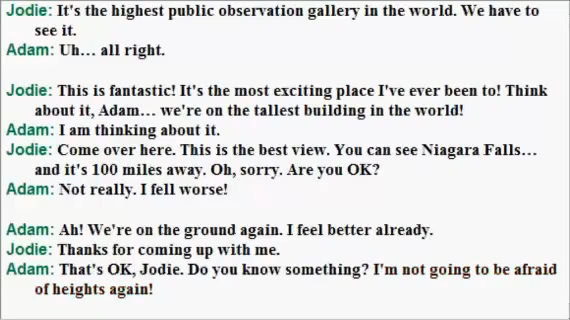 Jodie: It's the highest public observation gallery in the world. We have to
see it.
Adam: Uh… all right.
Jodie: This is fantastic! It's the most exciting place I've ever been to! Think
about it, Adam… we're on the tallest building in the world!
Adam: I am thinking about it.
Jodie: Come over here. This is the best view. You can see Niagara Falls…
and it's 100 miles away. Oh, sorry. Are you OK?
Adam: Not really. I fell worse!
Adam: Ah! We're on the ground again. I feel better already.
Jodie: Thanks for coming up with me.
Adam: That's OK, Jodie. Do you know something? I'm not going to be afraid
of heights again!